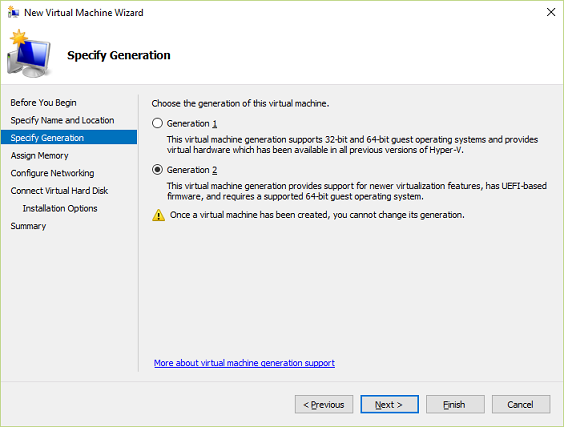 New Virtual Machine Wizard
Specify Generation
Before You Begin
Specify Name and Location
Specify Generation
Assign Memory
Configure Networking
Connect Virtual Hard Disk
Installation Options
Summary
Choose the generation of this virtual machine.
Generation 1
This virtual machine generation supports 32-bit and 64-bit guest operating systems and provides
virtual hardware which has been available in all previous versions of Hyper-V.
Generation 2
This virtual machine generation provides support for newer virtualization features, has UEFI-based
firmware, and requires a supported 64-bit guest operating system.
Once a virtual machine has been created, you cannot change its generation.
More about virtual machine generation support
< Previous
Next >
Finish
Cancel